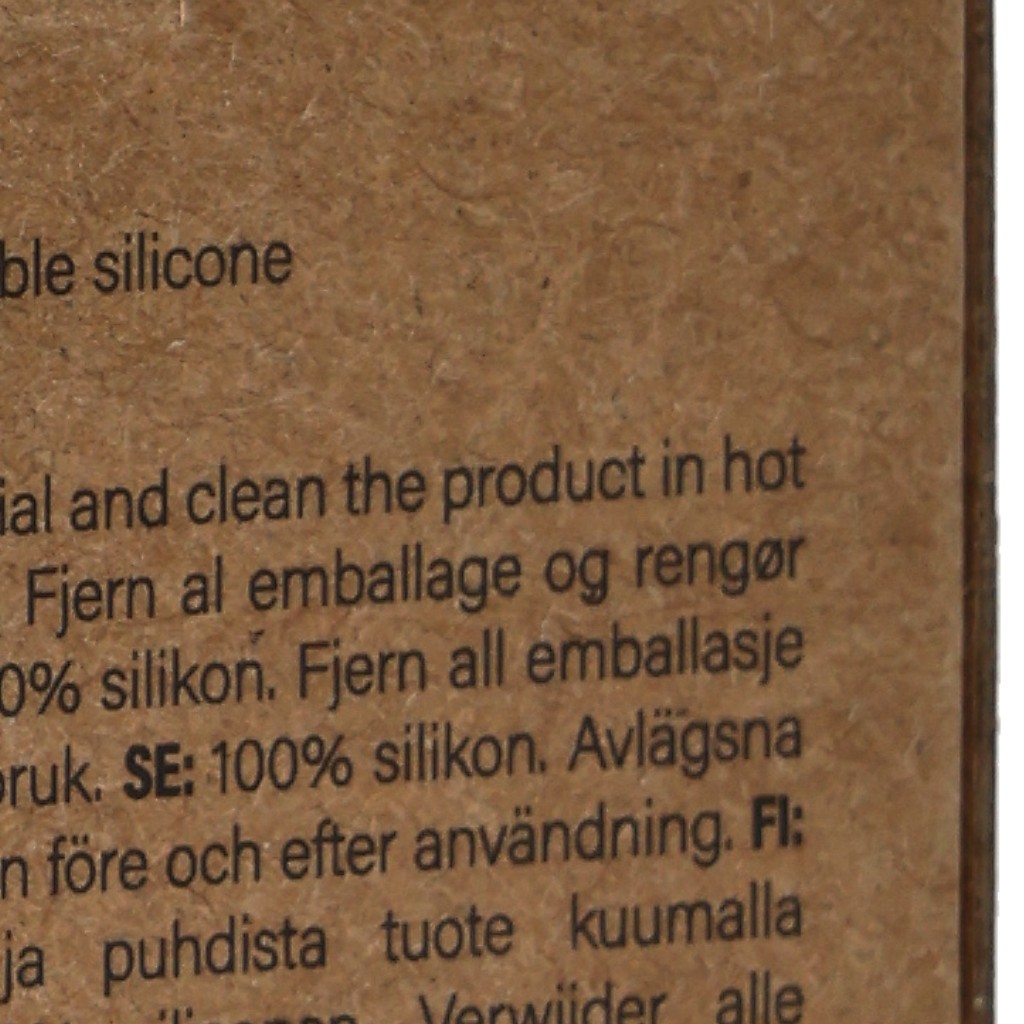 ble silicone
ial and clean the product in hot
Fjern al emballage og rengør
0% silikon. Fjern all emballasje
bruk. SE: 100% silikon. Avlägsna
n före och efter användning. FI:
ja puhdista tuote kuumalla
Verwijder alle